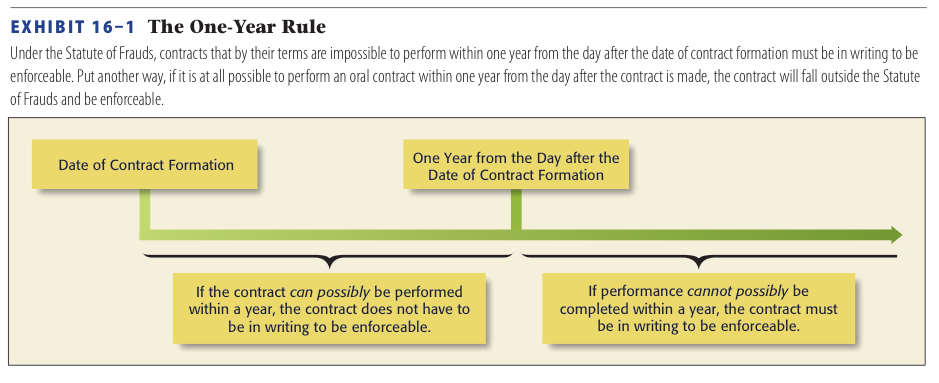 EXHIBIT 16–1 The One-Year Rule
Under the Statute of Frauds, contracts that by their terms are impossible to perform within one year from the day after the date of contract formation must be in writing to be
enforceable. Put another way, if it is at all possible to perform an oral contract within one year from the day after the contract is made, the contract will fall outside the Statute
of Frauds and be enforceable.
Date of Contract Formation
One Year from the Day after the
Date of Contract Formation
If the contract can possibly be performed
within a year, the contract does not have to
be in writing to be enforceable.
If performance cannot possibly be
completed within a year, the contract must
be in writing to be enforceable.